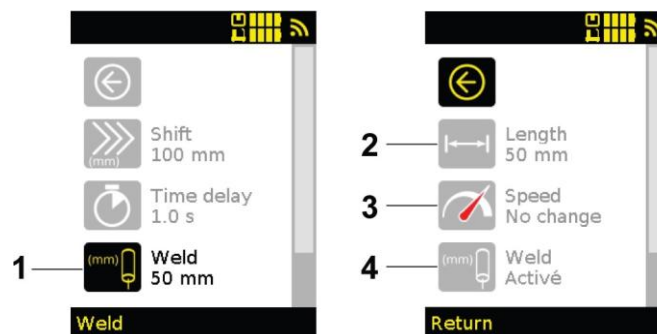 (mm)
Shift
100 mm
Time delay
1.0 s
1
(mm)
Weld
50 mm
Weld
2
Length
50 mm
3
Speed
No change
4
(mm)
Weld
Activé
Return